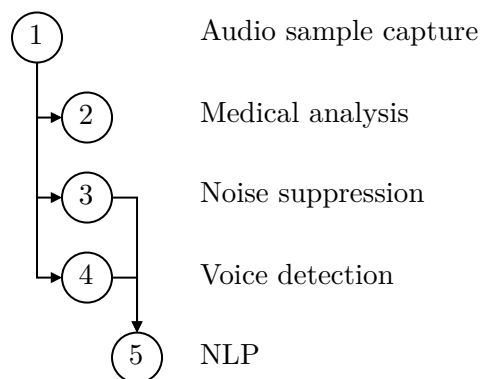 1 Audio sample capture
2 Medical analysis
3 Noise suppression
4 Voice detection
5 NLP